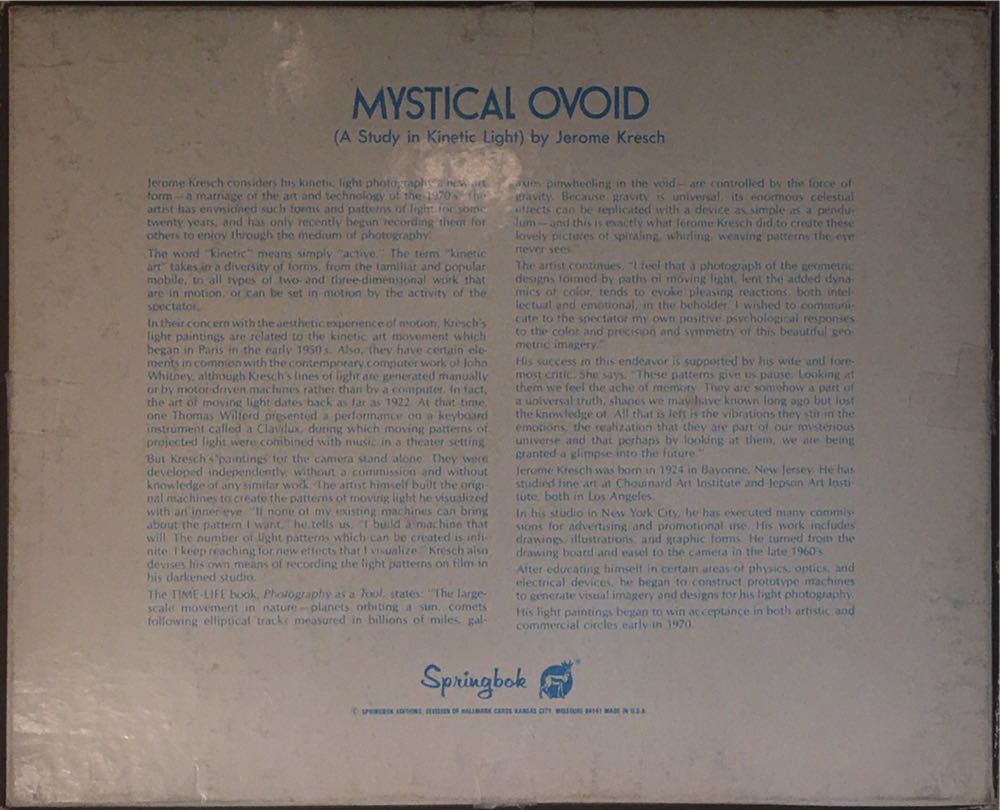 MYSTICAL OVOID
(A Study in Kinetic Light) by Jerome Kresch
Jerome Kresch considers his kinetic light photography a new art
form—a marriage of the art and technology of the 1970's. The
artist has envisioned such forms and patterns of light for some
twenty years, and has only recently begun recording them for
others to enjoy through the medium of photography.
The word "kinetic" means simply "active." The term "kinetic
art" takes in a diversity of forms, from the familiar and popular
mobile, to all types of two- and three-dimensional work that
are in motion, or can be set in motion by the activity of the
spectator.
In their concern with the aesthetic experience of motion, Kresch's
light paintings are related to the kinetic art movement which
began in Paris in the early 1950's. Also, they have certain ele-
ments in common with the contemporary computer work of John
Whitney, although Kresch's lines of light are generated manually
or by motor-driven machines rather than by a computer. In fact,
the art of moving light dates back as far as 1922. At that time,
one Thomas Wilferd presented a performance on a keyboard
instrument called a Clavilux, during which moving patterns of
projected light were combined with music in a theater setting.
But Kresch's "paintings" for the camera stand alone. They were
developed independently, without a commission and without
knowledge of any similar work. The artist himself built the origi-
nal machines to create the patterns of moving light he visualized
with an inner eye. "If none of my existing machines can bring
about the pattern I want," he tells us, "I build a machine that
will. The number of light patterns which can be created is infi-
nite. I keep reaching for new effects that I visualize." Kresch also
devises his own means of recording the light patterns on film in
his darkened studio.
The TIME-LIFE book, Photography as a Tool, states: "The large-
scale movement in nature—planets orbiting a sun, comets
following elliptical tracks measured in billions of miles, gal-
axies pinwheeling in the void—are controlled by the force of
gravity. Because gravity is universal, its enormous celestial
effects can be replicated with a device as simple as a pendu-
lum—and this is exactly what Jerome Kresch did to create these
lovely pictures of spiraling, whirling, weaving patterns the eye
never sees."
The artist continues, "I feel that a photograph of the geometric
designs formed by paths of moving light, lent the added dyna-
mics of color, tends to evoke pleasing reactions, both intel-
lectual and emotional, in the beholder. I wished to communi-
cate to the spectator my own positive psychological responses
to the color and precision and symmetry of this beautiful geo-
metric imagery."
His success in this endeavor is supported by his wife and fore-
most critic. She says, "These patterns give us pause. Looking at
them we feel the ache of memory. They are somehow a part of
a universal truth, shapes we may have known long ago but lost
the knowledge of. All that is left is the vibrations they stir in the
emotions, the realization that they are part of our mysterious
universe and that perhaps by looking at them, we are being
granted a glimpse into the future."
Jerome Kresch was born in 1924 in Bayonne, New Jersey. He has
studied fine art at Chouinard Art Institute and Jepson Art Insti-
tute, both in Los Angeles.
In his studio in New York City, he has executed many commis-
sions for advertising and promotional use. His work includes
drawings, illustrations, and graphic forms. He turned from the
drawing board and easel to the camera in the late 1960's.
After educating himself in certain areas of physics, optics, and
electrical devices, he began to construct prototype machines
to generate visual imagery and designs for his light photography.
His light paintings began to win acceptance in both artistic and
commercial circles early in 1970.
Springbok ®
© SPRINGBOK EDITIONS, DIVISION OF HALLMARK CARDS KANSAS CITY, MISSOURI 64141 MADE IN U.S.A.